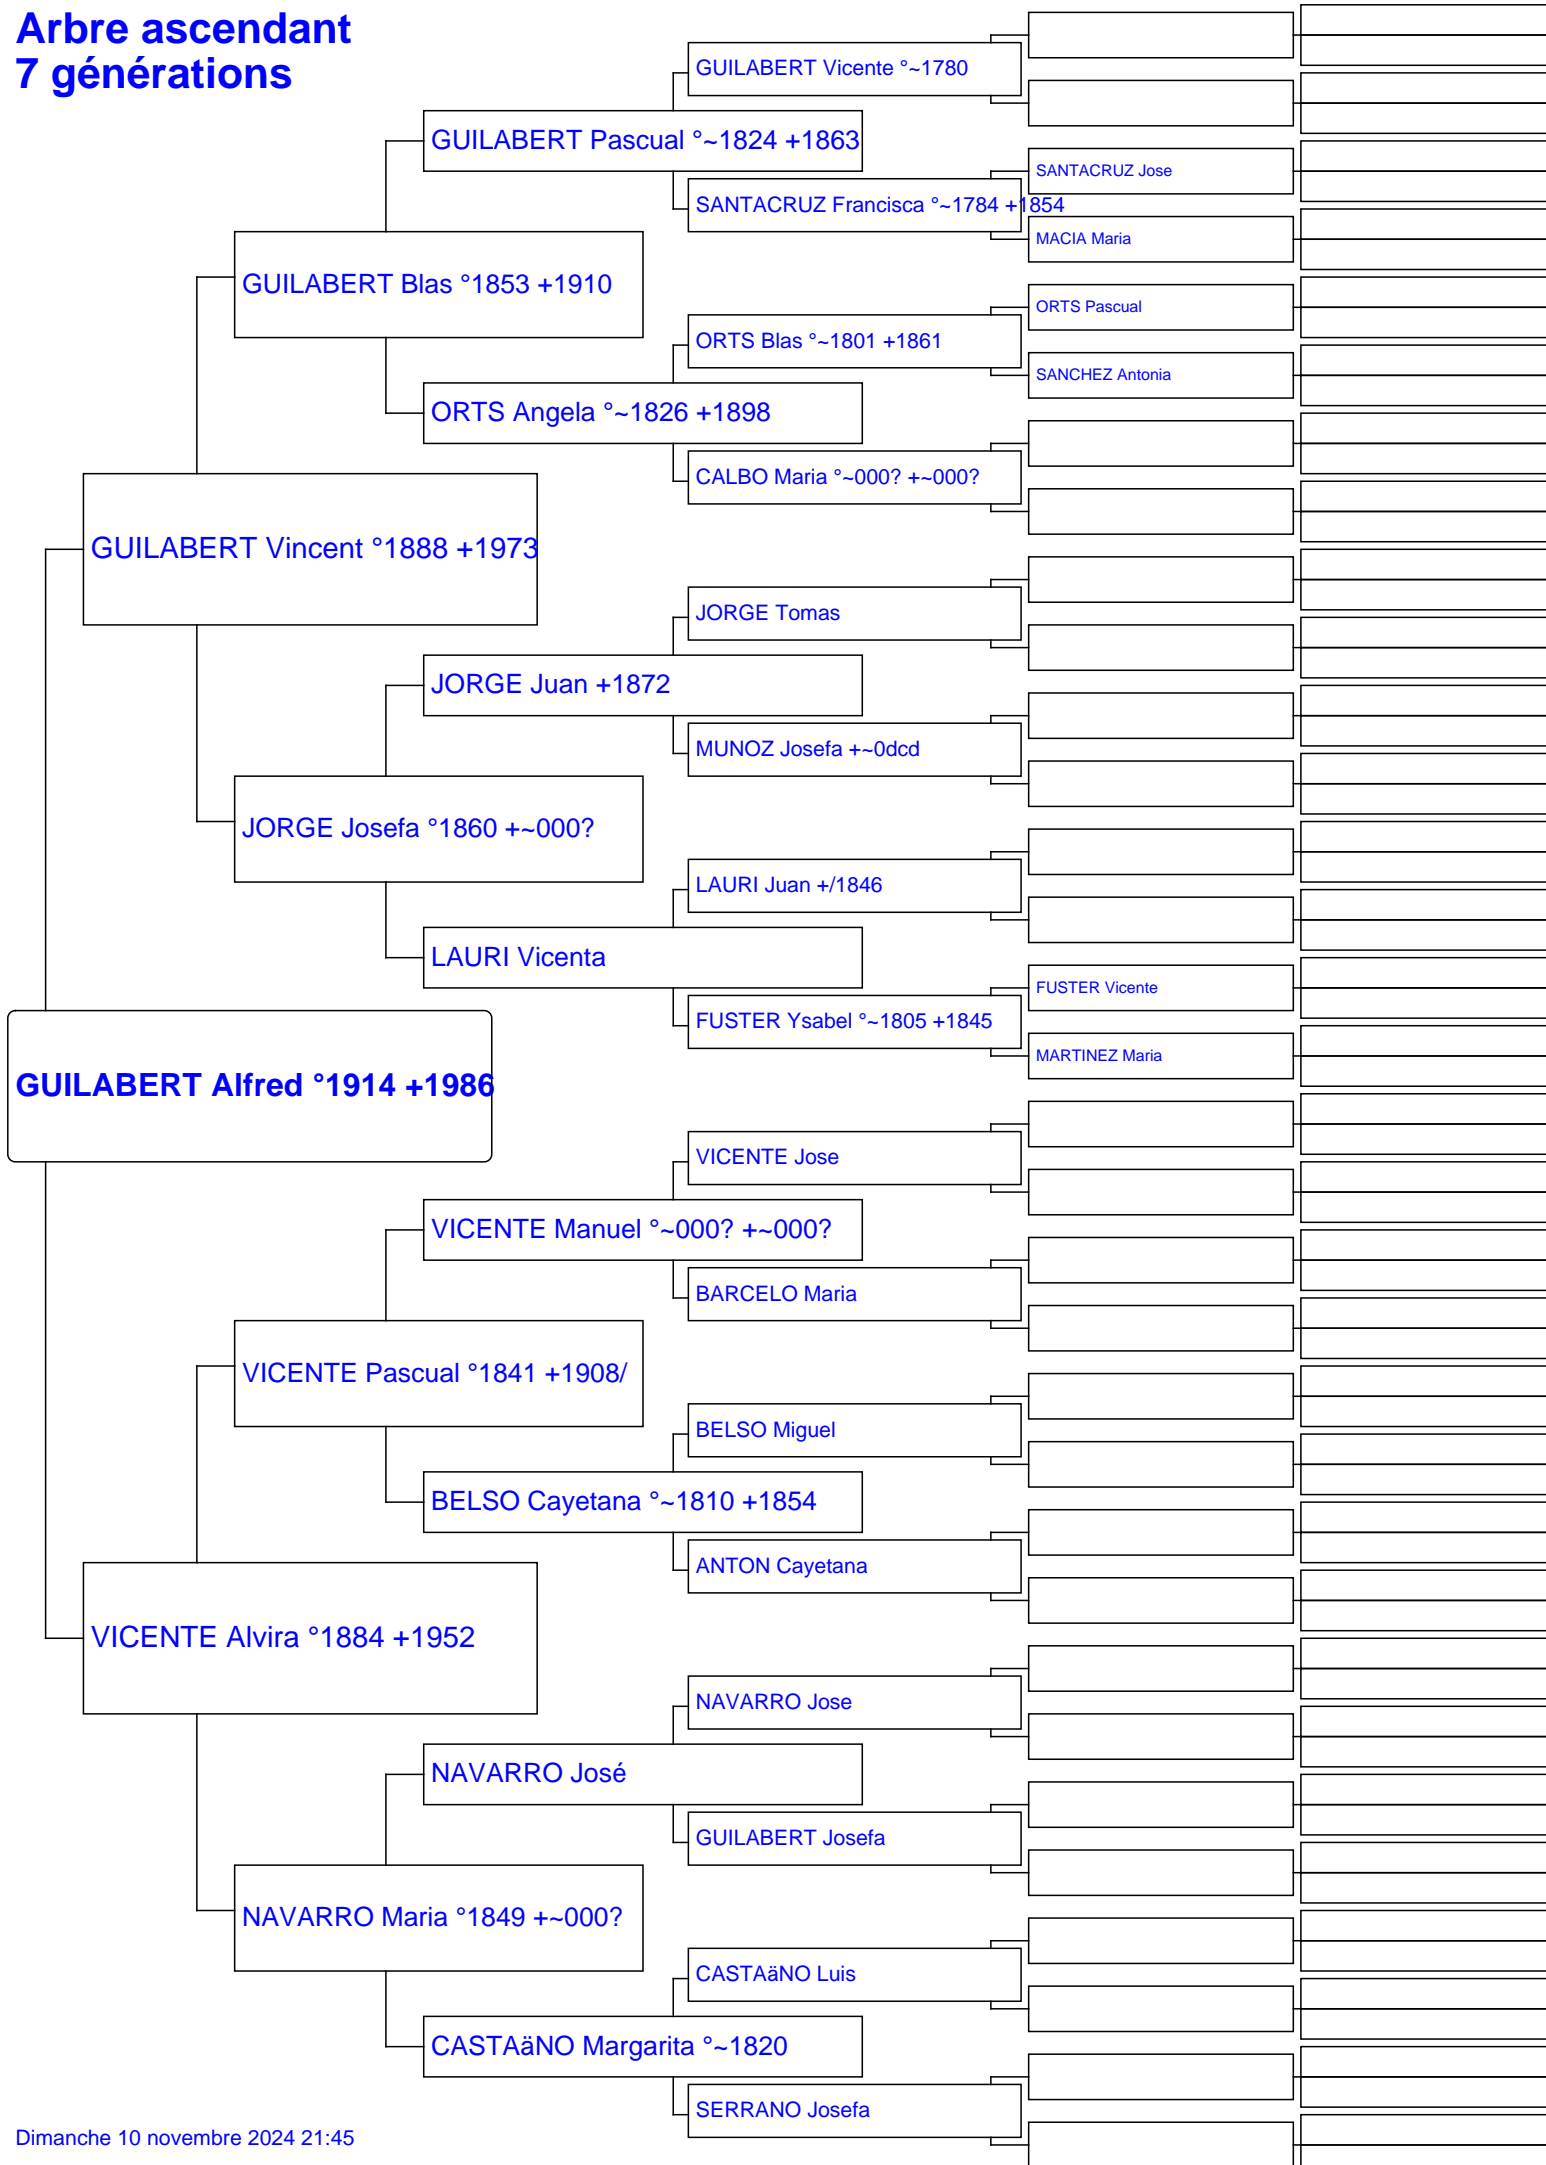 Arbre ascendant
7 générations
GUILABERT Vicente °~1780
GUILABERT Pascual °~1824 +1863
SANTACRUZ Jose
SANTACRUZ Francisca °~1784 +1854
MACIA Maria
GUILABERT Blas °1853 +1910
ORTS Pascual
ORTS Blas °~1801 +1861
SANCHEZ Antonia
ORTS Angela °~1826 +1898
CALBO Maria °~000? +~000?
GUILABERT Vincent °1888 +1973
JORGE Tomas
JORGE Juan +1872
MUNOZ Josefa +~0dcd
JORGE Josefa °1860 +~000?
LAURI Juan +/1846
LAURI Vicenta
FUSTER Vicente
FUSTER Ysabel °~1805 +1845
MARTINEZ Maria
GUILABERT Alfred °1914 +1986
VICENTE Jose
VICENTE Manuel °~000? +~000?
BARCELO Maria
VICENTE Pascual °1841 +1908/
BELSO Miguel
BELSO Cayetana °~1810 +1854
ANTON Cayetana
VICENTE Alvira °1884 +1952
NAVARRO Jose
NAVARRO José
GUILABERT Josefa
NAVARRO Maria °1849 +~000?
CASTAäNO Luis
CASTAäNO Margarita °~1820
SERRANO Josefa
Dimanche 10 novembre 2024 21:45